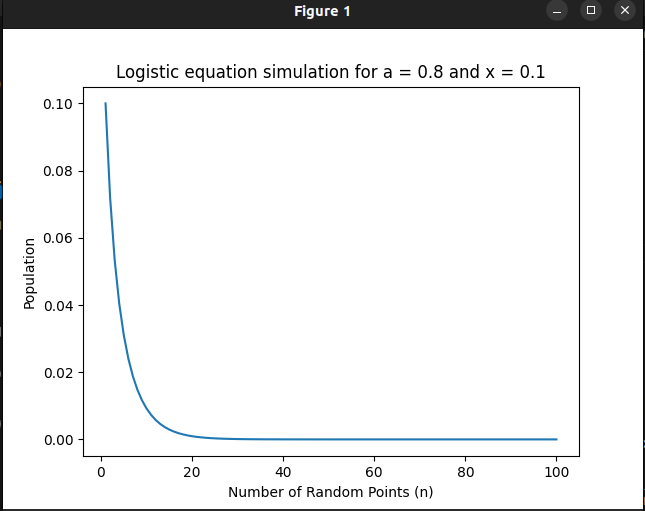 Figure 1
Logistic equation simulation for a = 0.8 and x = 0.1
0.10
0.08
0.06
0.04
0.02
0.00
Population
0 20 40 60 80 100
Number of Random Points (n)